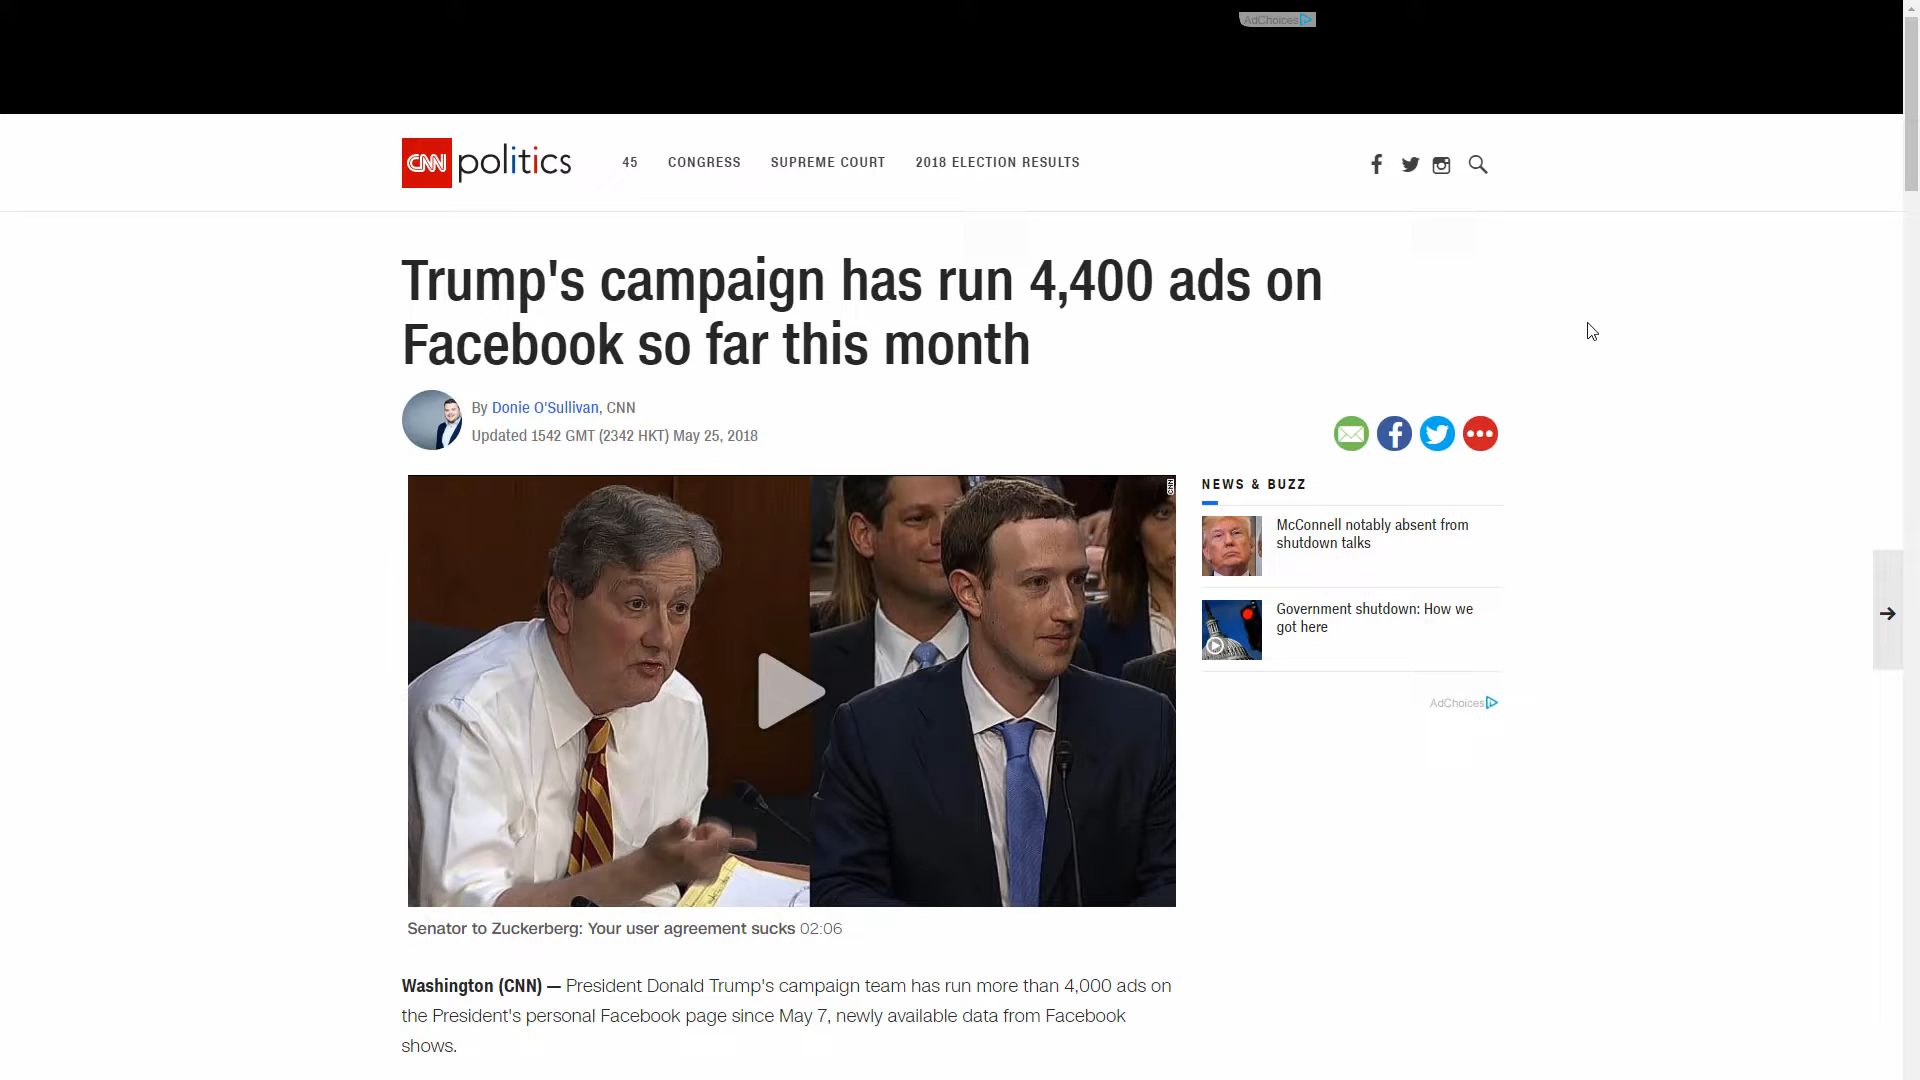 AdChoices
CNN politics
45 CONGRESS SUPREME COURT 2018 ELECTION RESULTS
Trump's campaign has run 4,400 ads on
Facebook so far this month
By Donie O'Sullivan, CNN
Updated 1542 GMT (2342 HKT) May 25, 2018
CNN
NEWS & BUZZ
McConnell notably absent from
shutdown talks
Government shutdown: How we
got here
AdChoices
Senator to Zuckerberg: Your user agreement sucks 02:06
Washington (CNN) — President Donald Trump's campaign team has run more than 4,000 ads on
the President's personal Facebook page since May 7, newly available data from Facebook
shows.